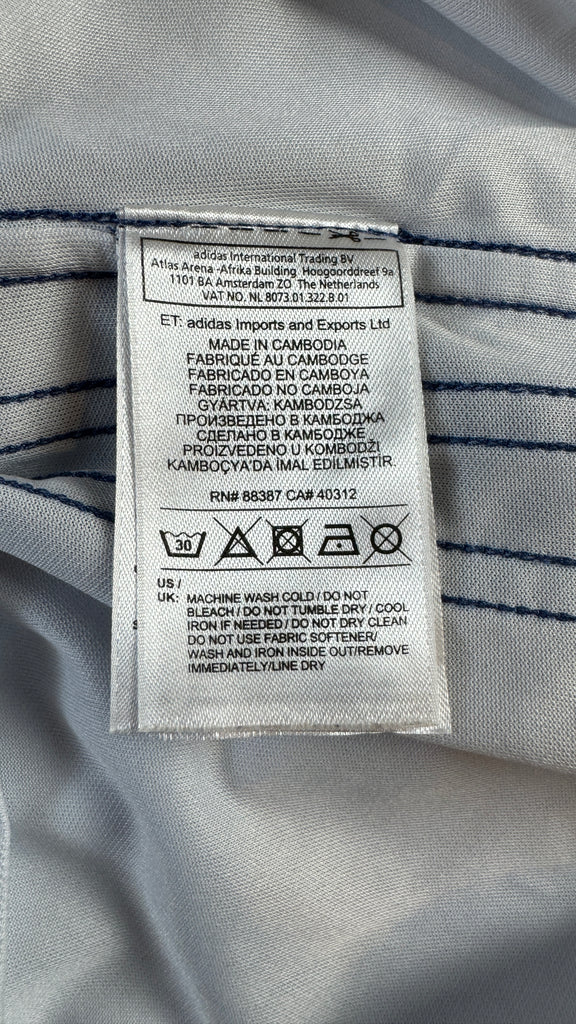 adidas International Trading BV
Atlas Arena -Afrika Building Hoogoorddreef 9a
1101 BA Amsterdam ZO The Netherlands
VAT NO. NL 8073.01.322.B.01
ET: adidas Imports and Exports Ltd
MADE IN CAMBODIA
FABRIQUÉ AU CAMBODGE
FABRICADO EN CAMBOYA
FABRICADO NO CAMBOJA
GYÁRTVA: KAMBODZSA
ПРОИЗВЕДЕНО В КАМБОДЖА
СДЕЛАНО В КАМБОДЖЕ
PROIZVEDENO U KOMBODŽI
KAMBOÇYA'DA İMAL EDİLMİŞTİR
RN# 88387 CA# 40312
30
US /
UK: MACHINE WASH COLD / DO NOT
BLEACH / DO NOT TUMBLE DRY / COOL
IRON IF NEEDED / DO NOT DRY CLEAN
DO NOT USE FABRIC SOFTENER/
WASH AND IRON INSIDE OUT/REMOVE
IMMEDIATELY/LINE DRY